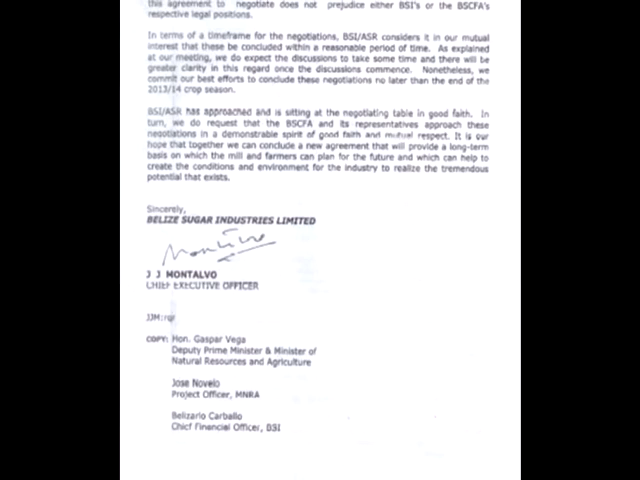 this agreement to negotiate does not prejudice either BSI's or the BSCFA's
respective legal positions.
In terms of a timeframe for the negotiations, BSI/ASR considers it in our mutual
interest that these be concluded within a reasonable period of time. As explained
at our meeting, we do expect the discussions to take some time and there will be
greater clarity in this regard once the discussions commence. Nonetheless, we
commit our best efforts to conclude these negotiations no later than the end of the
2013/14 crop season.
BSI/ASR has approached and is sitting at the negotiating table in good faith. In
turn, we do request that the BSCFA and its representatives approach these
negotiations in a demonstrable spirit of good faith and mutual respect. It is our
hope that together we can conclude a new agreement that will provide a long-term
basis on which the mill and farmers can plan for the future and which can help to
create the conditions and environment for the industry to realize the tremendous
potential that exists.
Sincerely,
BELIZE SUGAR INDUSTRIES LIMITED
J J MONTALVO
CHIEF EXECUTIVE OFFICER
JJM:rgr
COPY: Hon. Gaspar Vega
Deputy Prime Minister & Minister of
Natural Resources and Agriculture
Jose Novelo
Project Officer, MNRA
Belizario Carballo
Chief Financial Officer, BSI